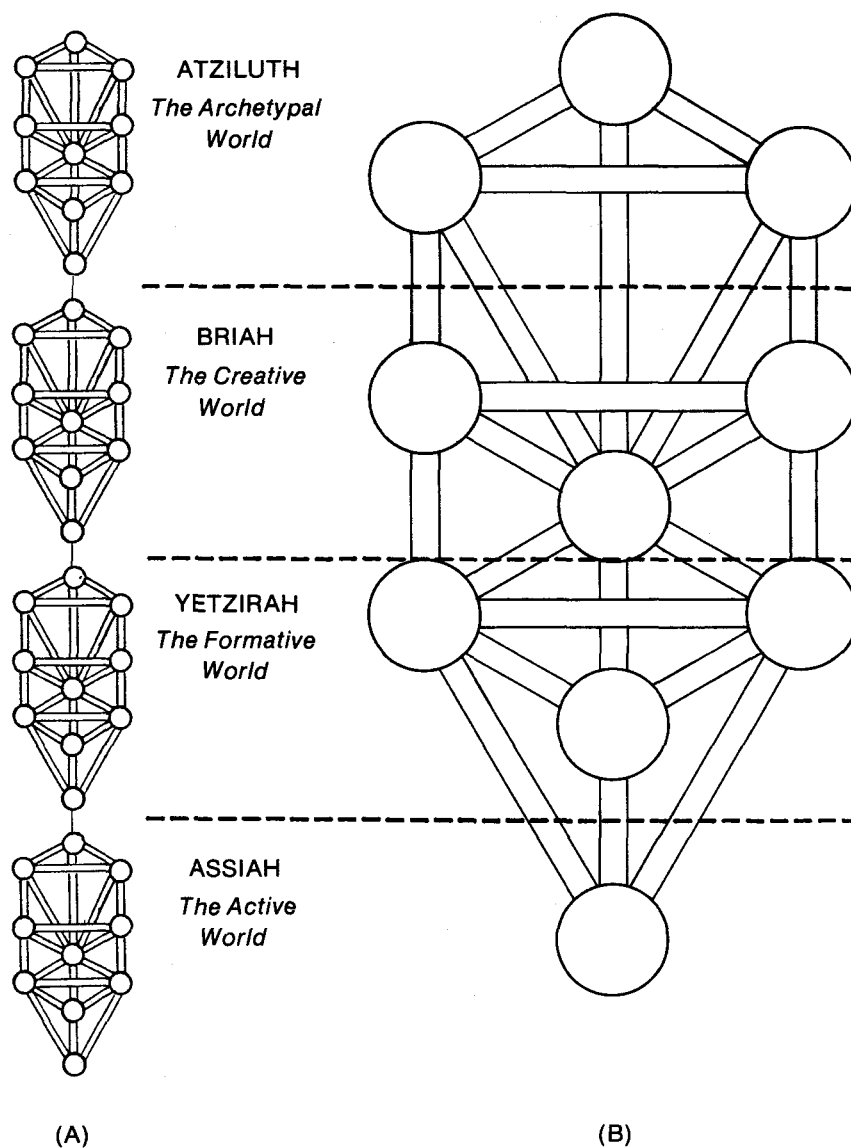 ATZILUTH
The Archetypal
World
BRIAH
The Creative
World
YETZIRAH
The Formative
World
ASSIAH
The Active
World
(A)
(B)